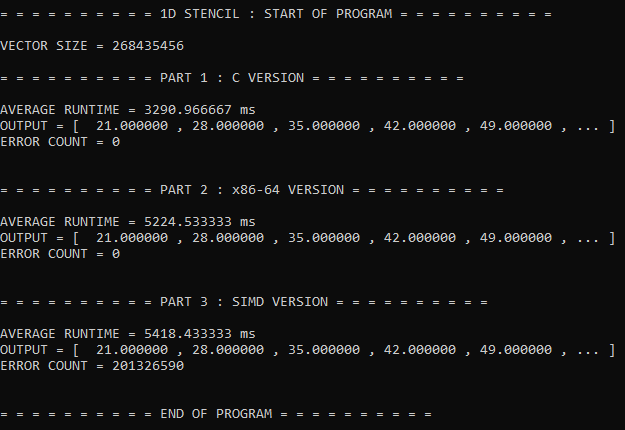 = = = = = = = = = = 1D STENCIL : START OF PROGRAM = = = = = = = = = =
VECTOR SIZE = 268435456
= = = = = = = = = = PART 1 : C VERSION = = = = = = = = = =
AVERAGE RUNTIME = 3290.966667 ms
OUTPUT = [  21.000000 , 28.000000 , 35.000000 , 42.000000 , 49.000000 , ... ]
ERROR COUNT = 0
= = = = = = = = = = PART 2 : x86-64 VERSION = = = = = = = = = =
AVERAGE RUNTIME = 5224.533333 ms
OUTPUT = [  21.000000 , 28.000000 , 35.000000 , 42.000000 , 49.000000 , ... ]
ERROR COUNT = 0
= = = = = = = = = = PART 3 : SIMD VERSION = = = = = = = = = =
AVERAGE RUNTIME = 5418.433333 ms
OUTPUT = [  21.000000 , 28.000000 , 35.000000 , 42.000000 , 49.000000 , ... ]
ERROR COUNT = 201326590
= = = = = = = = = = END OF PROGRAM = = = = = = = = = =